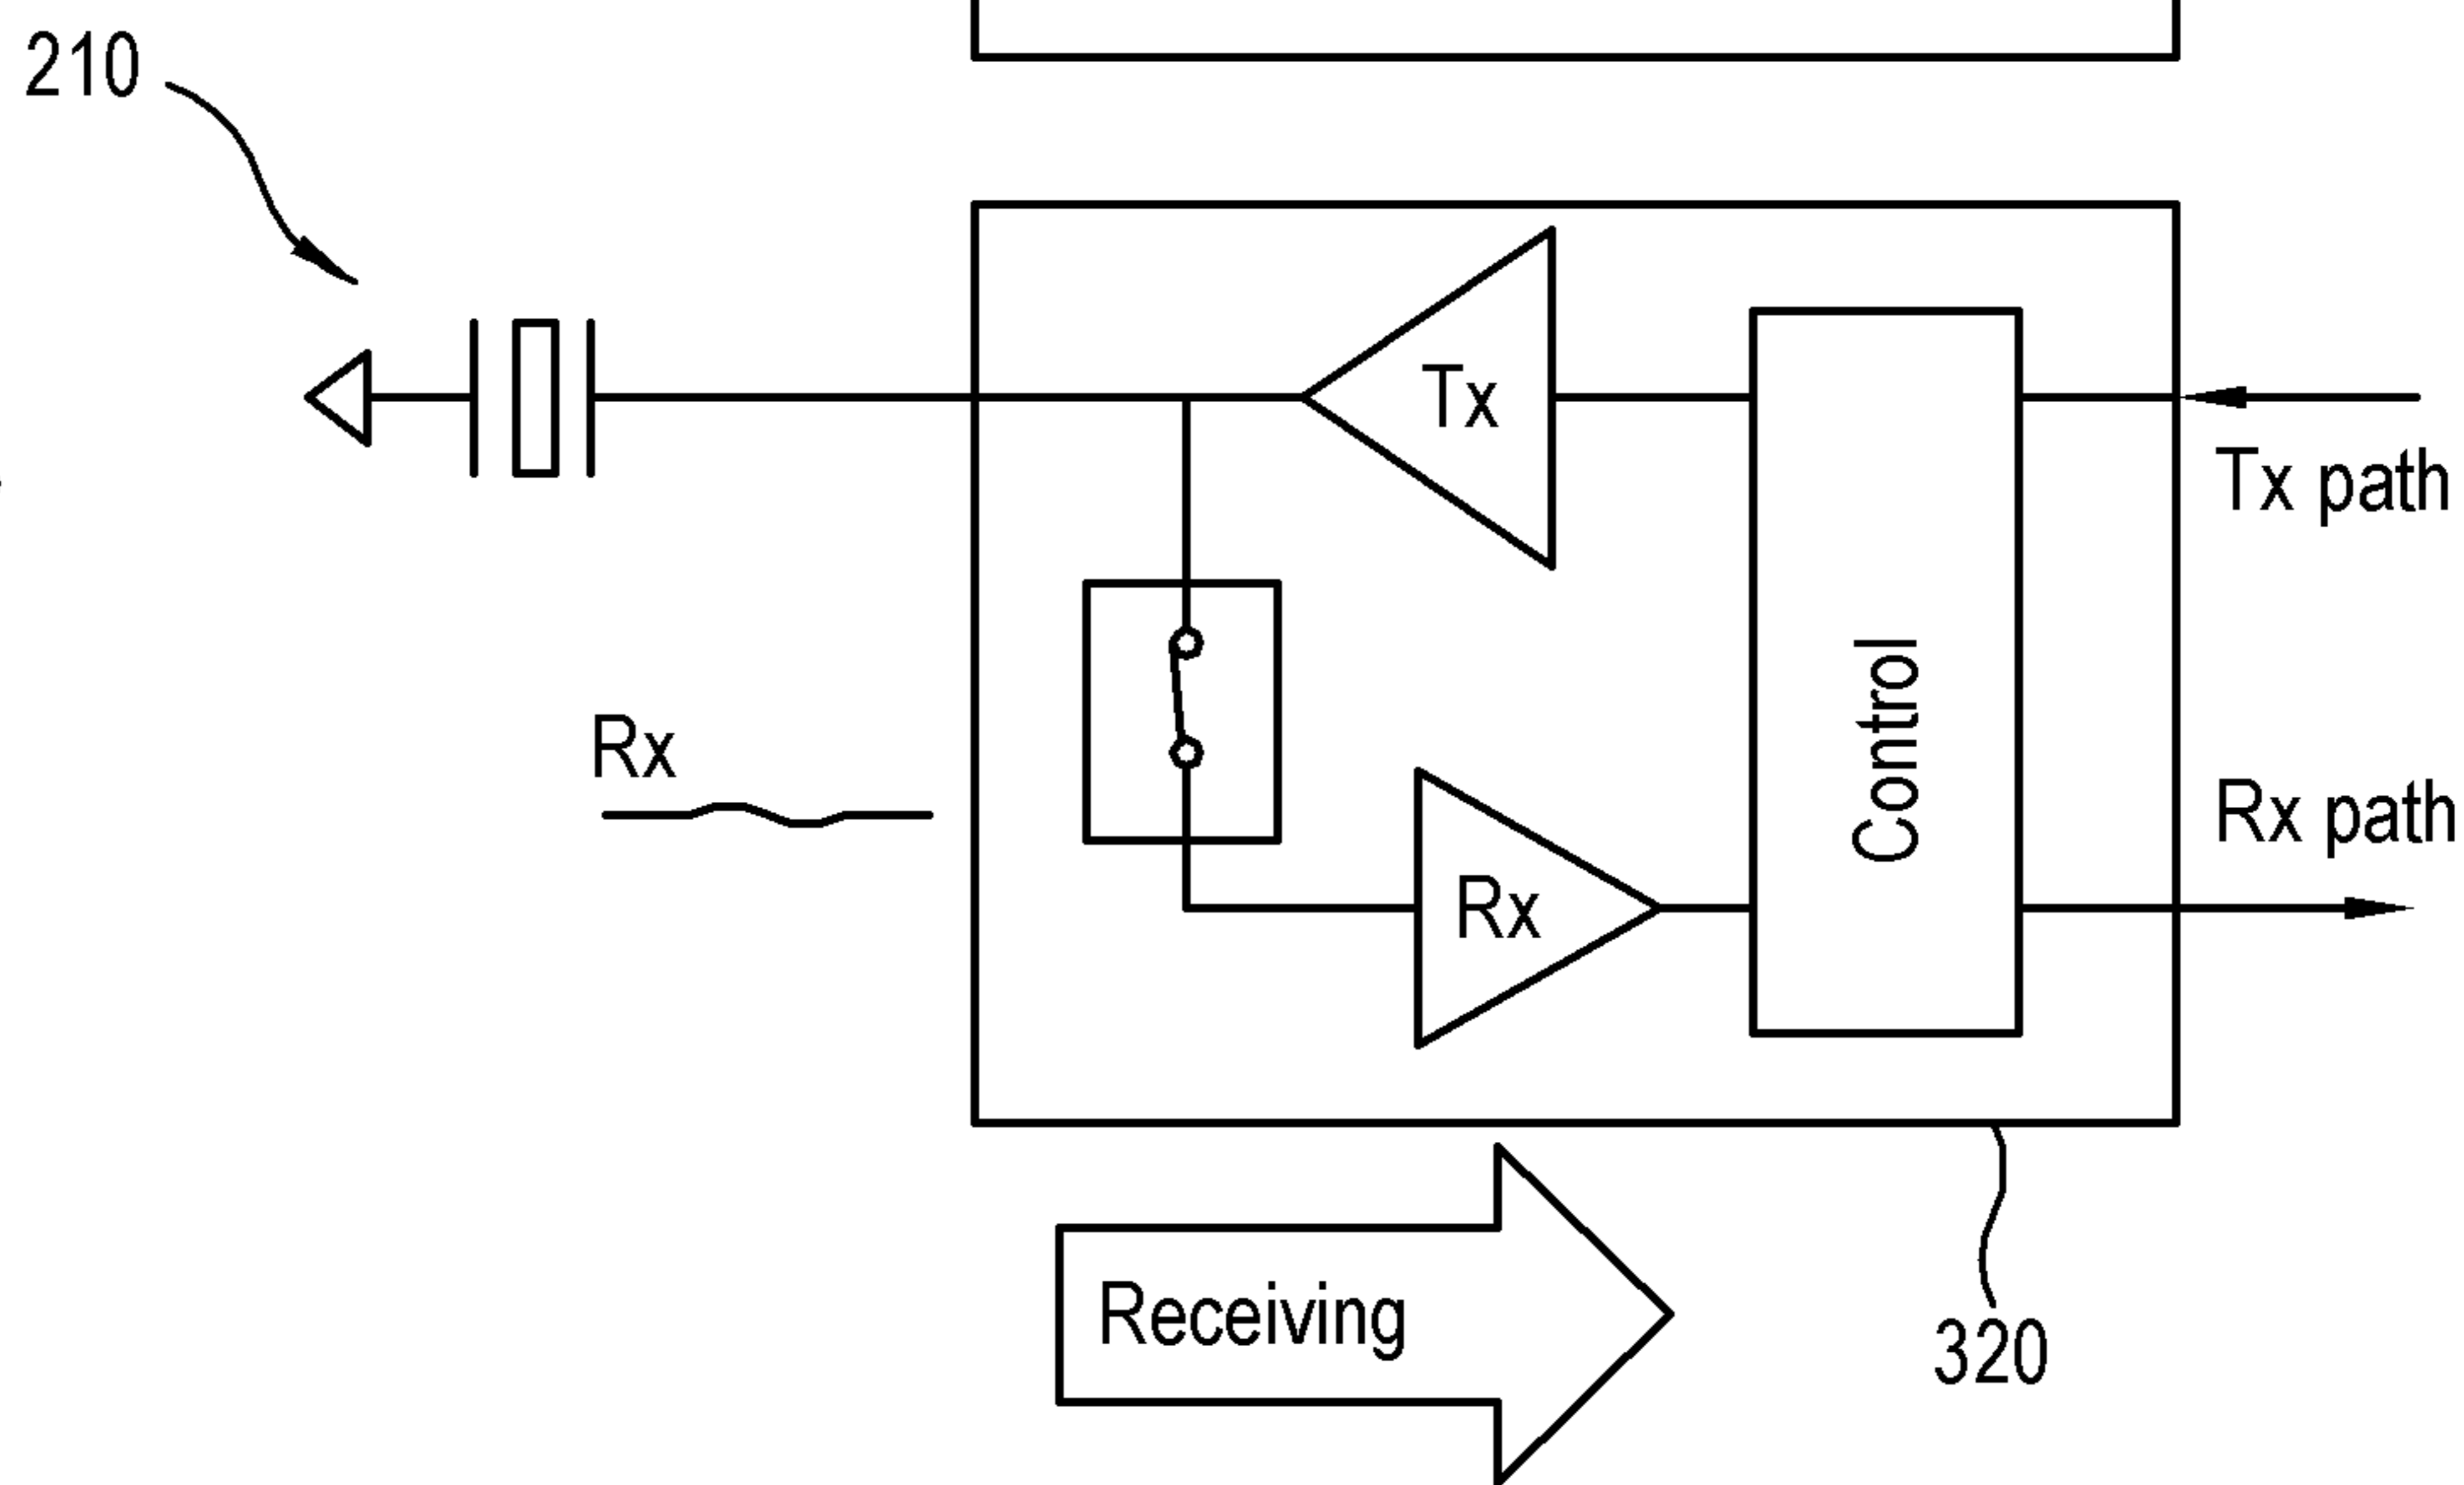 210
Tx
Tx path
Control
Rx
Rx path
Rx
Receiving
320